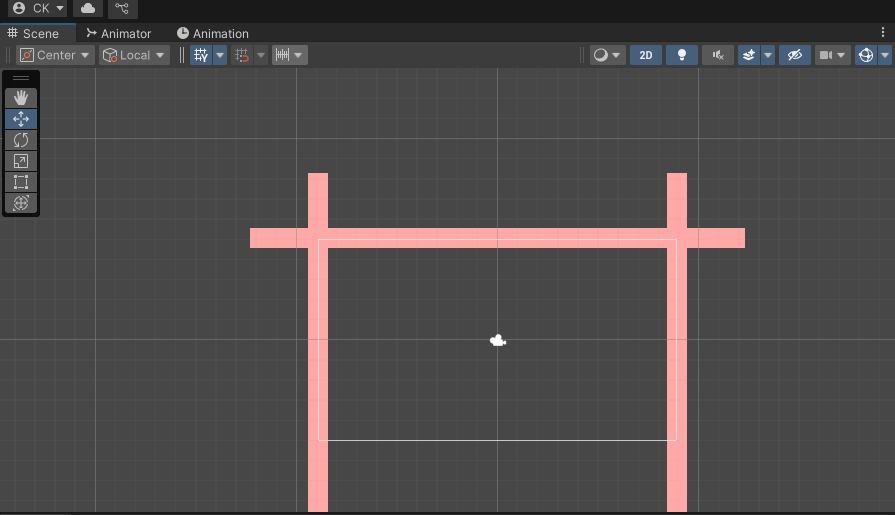 CK
Scene Animator Animation
Center Local 2D